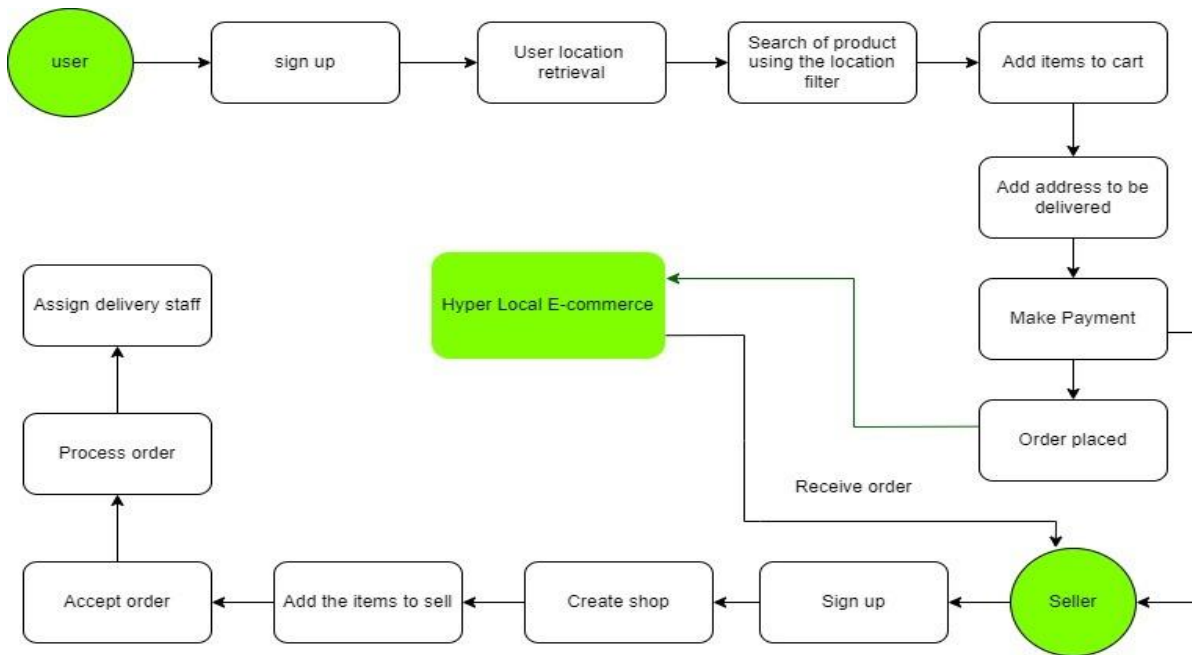 user
sign up
User location
retrieval
Search of product
using the location
filter
Add items to cart
Add address to be
delivered
Assign delivery staff
Hyper Local E-commerce
Make Payment
Process order
Order placed
Receive order
Accept order
Add the items to sell
Create shop
Sign up
Seller